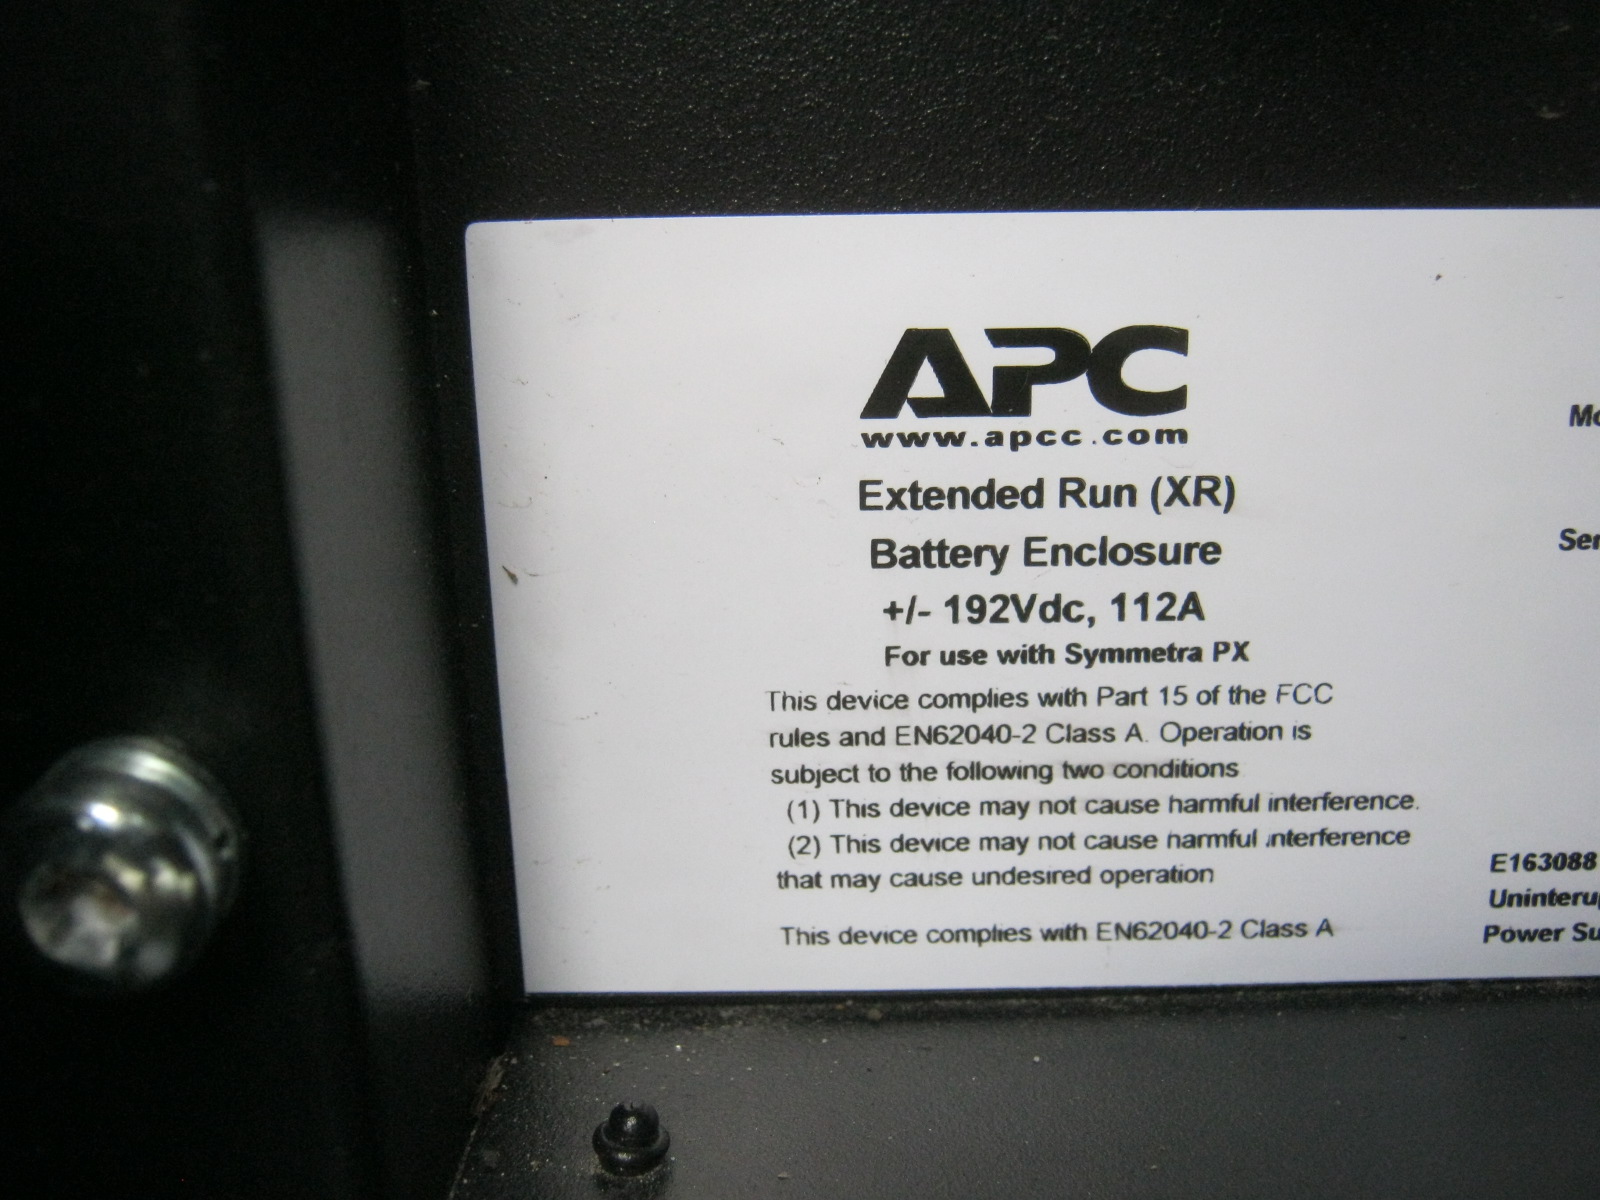 APC
www.apcc.com
Extended Run (XR)
Battery Enclosure
+/- 192Vdc, 112A
For use with Symmetra PX
This device complies with Part 15 of the FCC
rules and EN62040-2 Class A. Operation is
subject to the following two conditions
(1) This device may not cause harmful interference.
(2) This device may not cause harmful interference
that may cause undesired operation
This device complies with EN62040-2 Class A
E163088
Power